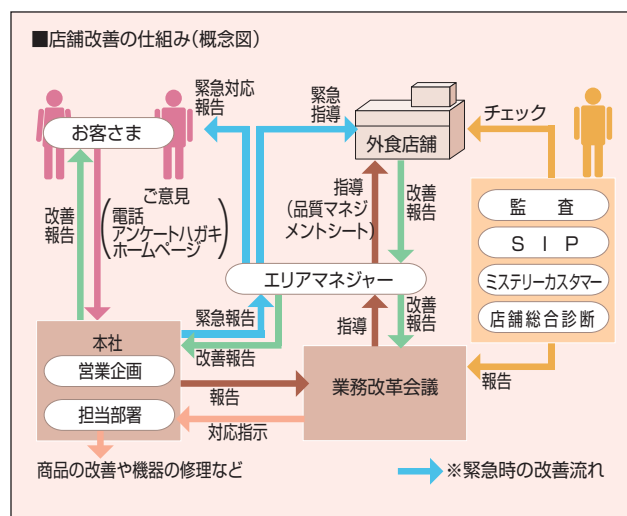 ■店舗改善の仕組み(概念図)
緊急対応
報告
緊急
指導
チェック
お客さま
外食店舗
ご意見
電話
アンケートハガキ
ホームページ
改善
報告
指導
(品質マネジ
メントシート)
改善
報告
監査
SIP
ミステリーカスタマー
店舗総合診断
エリアマネジャー
緊急報告
改善報告
指導
改善
報告
本社
営業企画
担当部署
報告
対応指示
業務改革会議
報告
商品の改善や機器の修理など
※緊急時の改善流れ